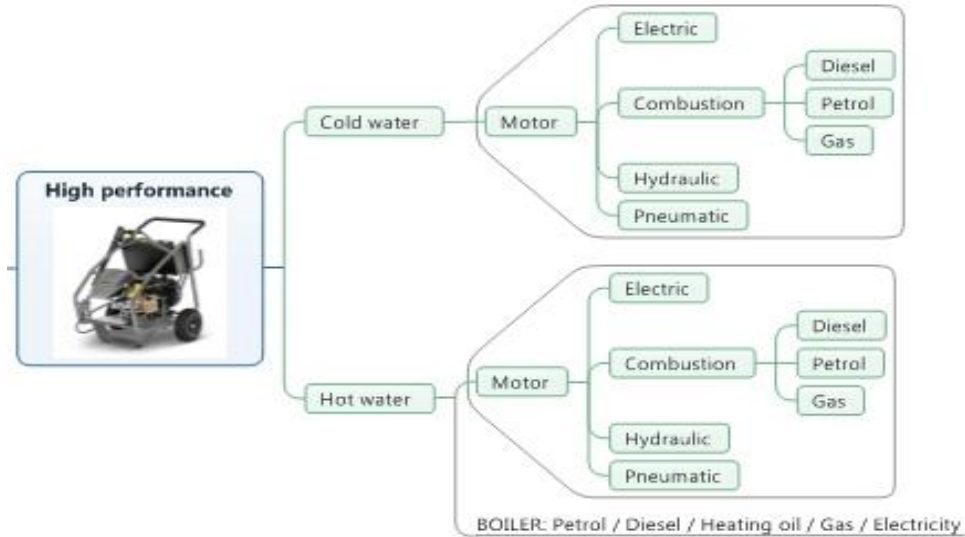 High performance
Cold water
Motor
Electric
Combustion
Diesel
Petrol
Gas
Hydraulic
Pneumatic
Hot water
Motor
Electric
Combustion
Diesel
Petrol
Gas
Hydraulic
Pneumatic
BOILER: Petrol / Diesel / Heating oil / Gas / Electricity